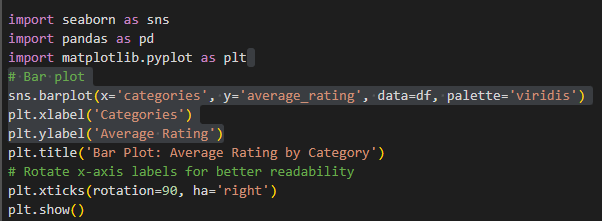 import seaborn as sns
import pandas as pd
import matplotlib.pyplot as plt
# Bar plot
sns.barplot(x='categories', y='average_rating', data=df, palette='viridis')
plt.xlabel('Categories')
plt.ylabel('Average Rating')
plt.title('Bar Plot: Average Rating by Category')
# Rotate x-axis labels for better readability
plt.xticks(rotation=90, ha='right')
plt.show()